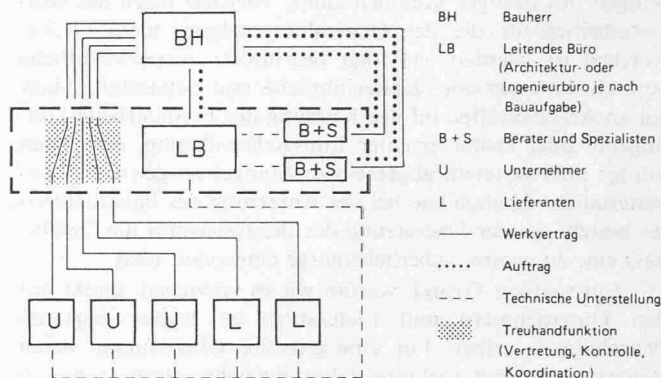 BH
LB
B+S
B+S
U
U
U
L
L
BH Bauherr
LB Leitendes Büro
(Architektur- oder
Ingenieurbüro je nach
Bauaufgabe)
B + S Berater und Spezialisten
U Unternehmer
L Lieferanten
Werkvertrag
Auftrag
Technische Unterstellung
Treuhandfunktion
(Vertretung, Kontrolle,
Koordination)